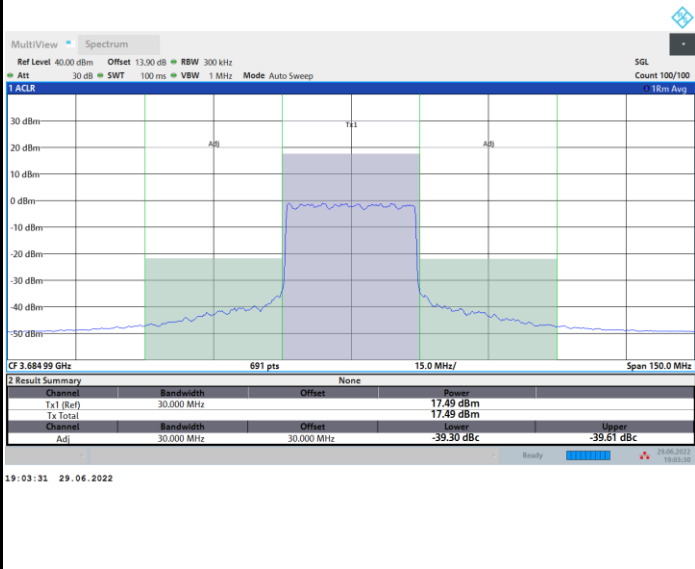 MultiView Spectrum
Ref Level 40.00 dBm Offset 13.90 dB RBW 300 kHz SGL
Att 30 dB SWT 100 ms VBW 1 MHz Mode Auto Sweep Count 100/100
1 ACLR 1Rm Avg
30 dBm
Tx1
20 dBm Adj Adj
10 dBm
0 dBm
-10 dBm
-20 dBm
-30 dBm
-40 dBm
-50 dBm
CF 3.684 99 GHz 691 pts 15.0 MHz/ Span 150.0 MHz
2 Result Summary None
Channel Bandwidth Offset Power
Tx1 (Ref) 30.000 MHz 17.49 dBm
Tx Total 17.49 dBm
Channel Bandwidth Offset Lower Upper
Adj 30.000 MHz 30.000 MHz -39.30 dBc -39.61 dBc
Ready 29.06.2022
19:03:30
19:03:31 29.06.2022